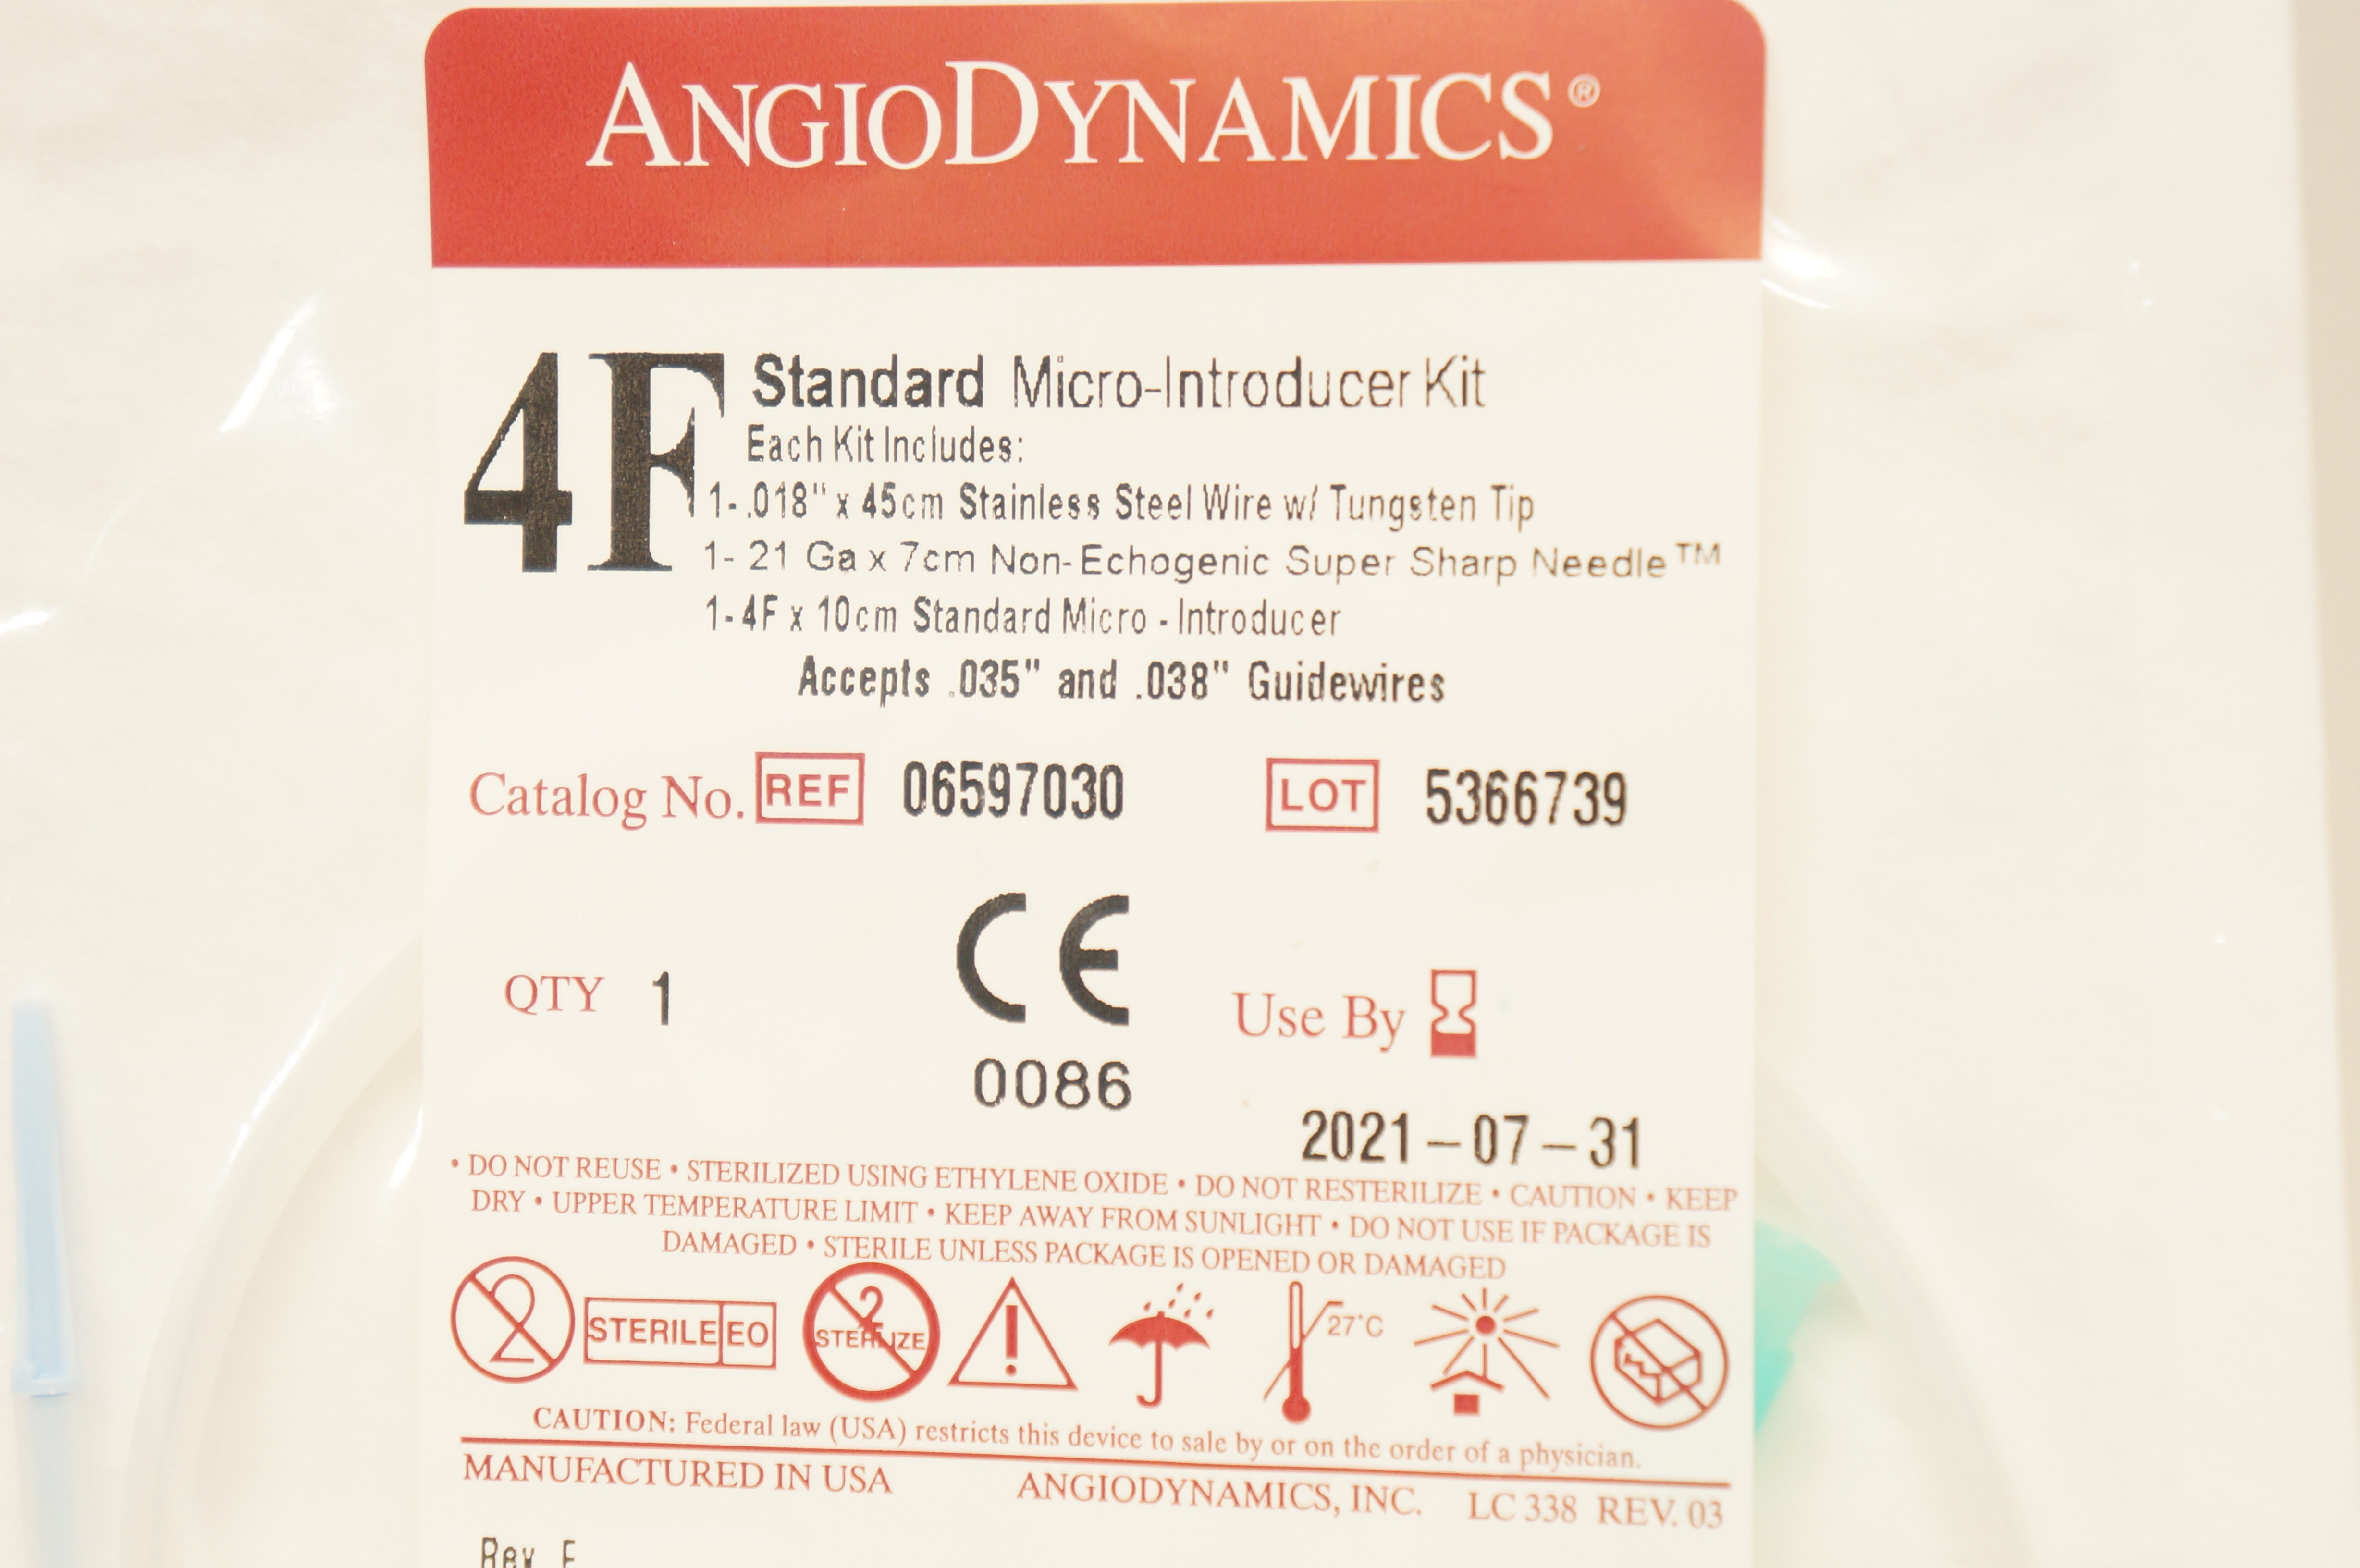 ANGIODYNAMICS®
4F Standard Micro-Introducer Kit
Each Kit Includes:
1- .018" x 45cm Stainless Steel Wire w/ Tungsten Tip
1- 21 Ga x 7cm Non-Echogenic Super Sharp Needle™
1- 4F x 10cm Standard Micro - Introducer
Accepts .035" and .038" Guidewires
Catalog No. REF 06597030 LOT 5366739
QTY 1 CE Use By
0086
2021-07-31
• DO NOT REUSE • STERILIZED USING ETHYLENE OXIDE • DO NOT RESTERILIZE • CAUTION • KEEP
DRY • UPPER TEMPERATURE LIMIT • KEEP AWAY FROM SUNLIGHT • DO NOT USE IF PACKAGE IS
DAMAGED • STERILE UNLESS PACKAGE IS OPENED OR DAMAGED
2 STERILE EO 2 STERILIZE 27°C
CAUTION: Federal law (USA) restricts this device to sale by or on the order of a physician.
MANUFACTURED IN USA ANGIODYNAMICS, INC. LC 338 REV. 03
Rev